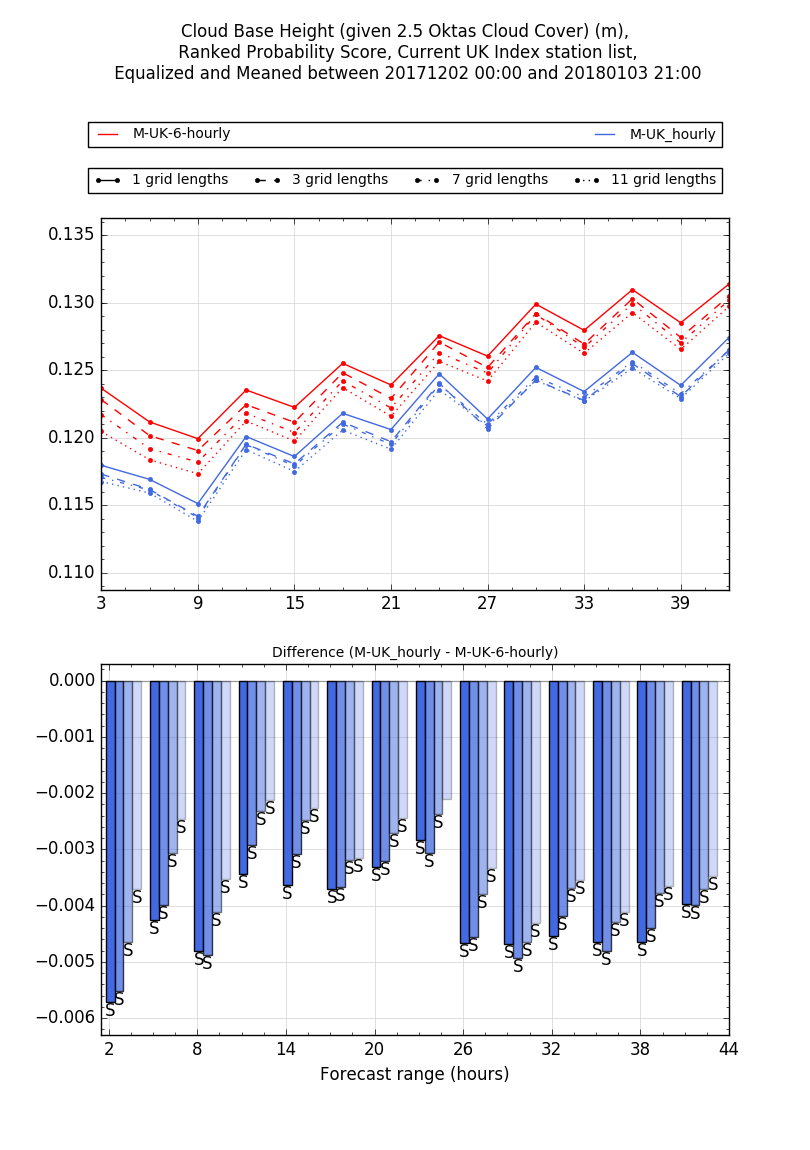 Cloud Base Height (given 2.5 Oktas Cloud Cover) (m),
Ranked Probability Score, Current UK Index station list,
Equalized and Meaned between 20171202 00:00 and 20180103 21:00
M-UK-6-hourly M-UK_hourly
1 grid lengths 3 grid lengths 7 grid lengths 11 grid lengths
0.135
0.130
0.125
0.120
0.115
0.110
3 9 15 21 27 33 39
Difference (M-UK_hourly - M-UK-6-hourly)
0.000
−0.001
−0.002
−0.003
−0.004
−0.005
−0.006
S S S S S S S S S S S S S S S S S S S S S S S S S S S S S S S S S S S S S S S S S S S S S S S S S S S S S S S
2 8 14 20 26 32 38 44
Forecast range (hours)